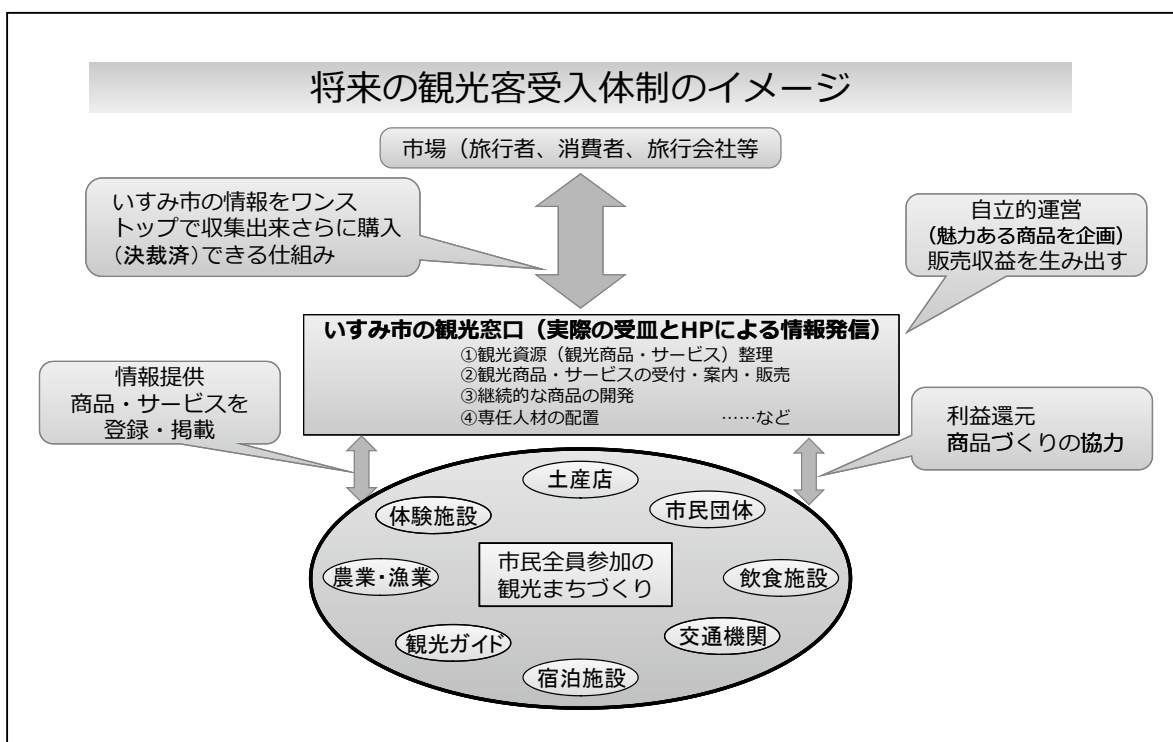 将来の観光客受入体制のイメージ
市場（旅行者、消費者、旅行会社等
いすみ市の情報をワンス
トップで収集出来さらに購入
（決裁済）できる仕組み
自立的運営
（魅力ある商品を企画）
販売収益を生み出す
いすみ市の観光窓口（実際の受皿とHPによる情報発信）
①観光資源（観光商品・サービス）整理
②観光商品・サービスの受付・案内・販売
③継続的な商品の開発
④専任人材の配置　……など
情報提供
商品・サービスを
登録・掲載
利益還元
商品づくりの協力
土産店
体験施設
市民団体
農業・漁業
市民全員参加の
観光まちづくり
飲食施設
観光ガイド
交通機関
宿泊施設